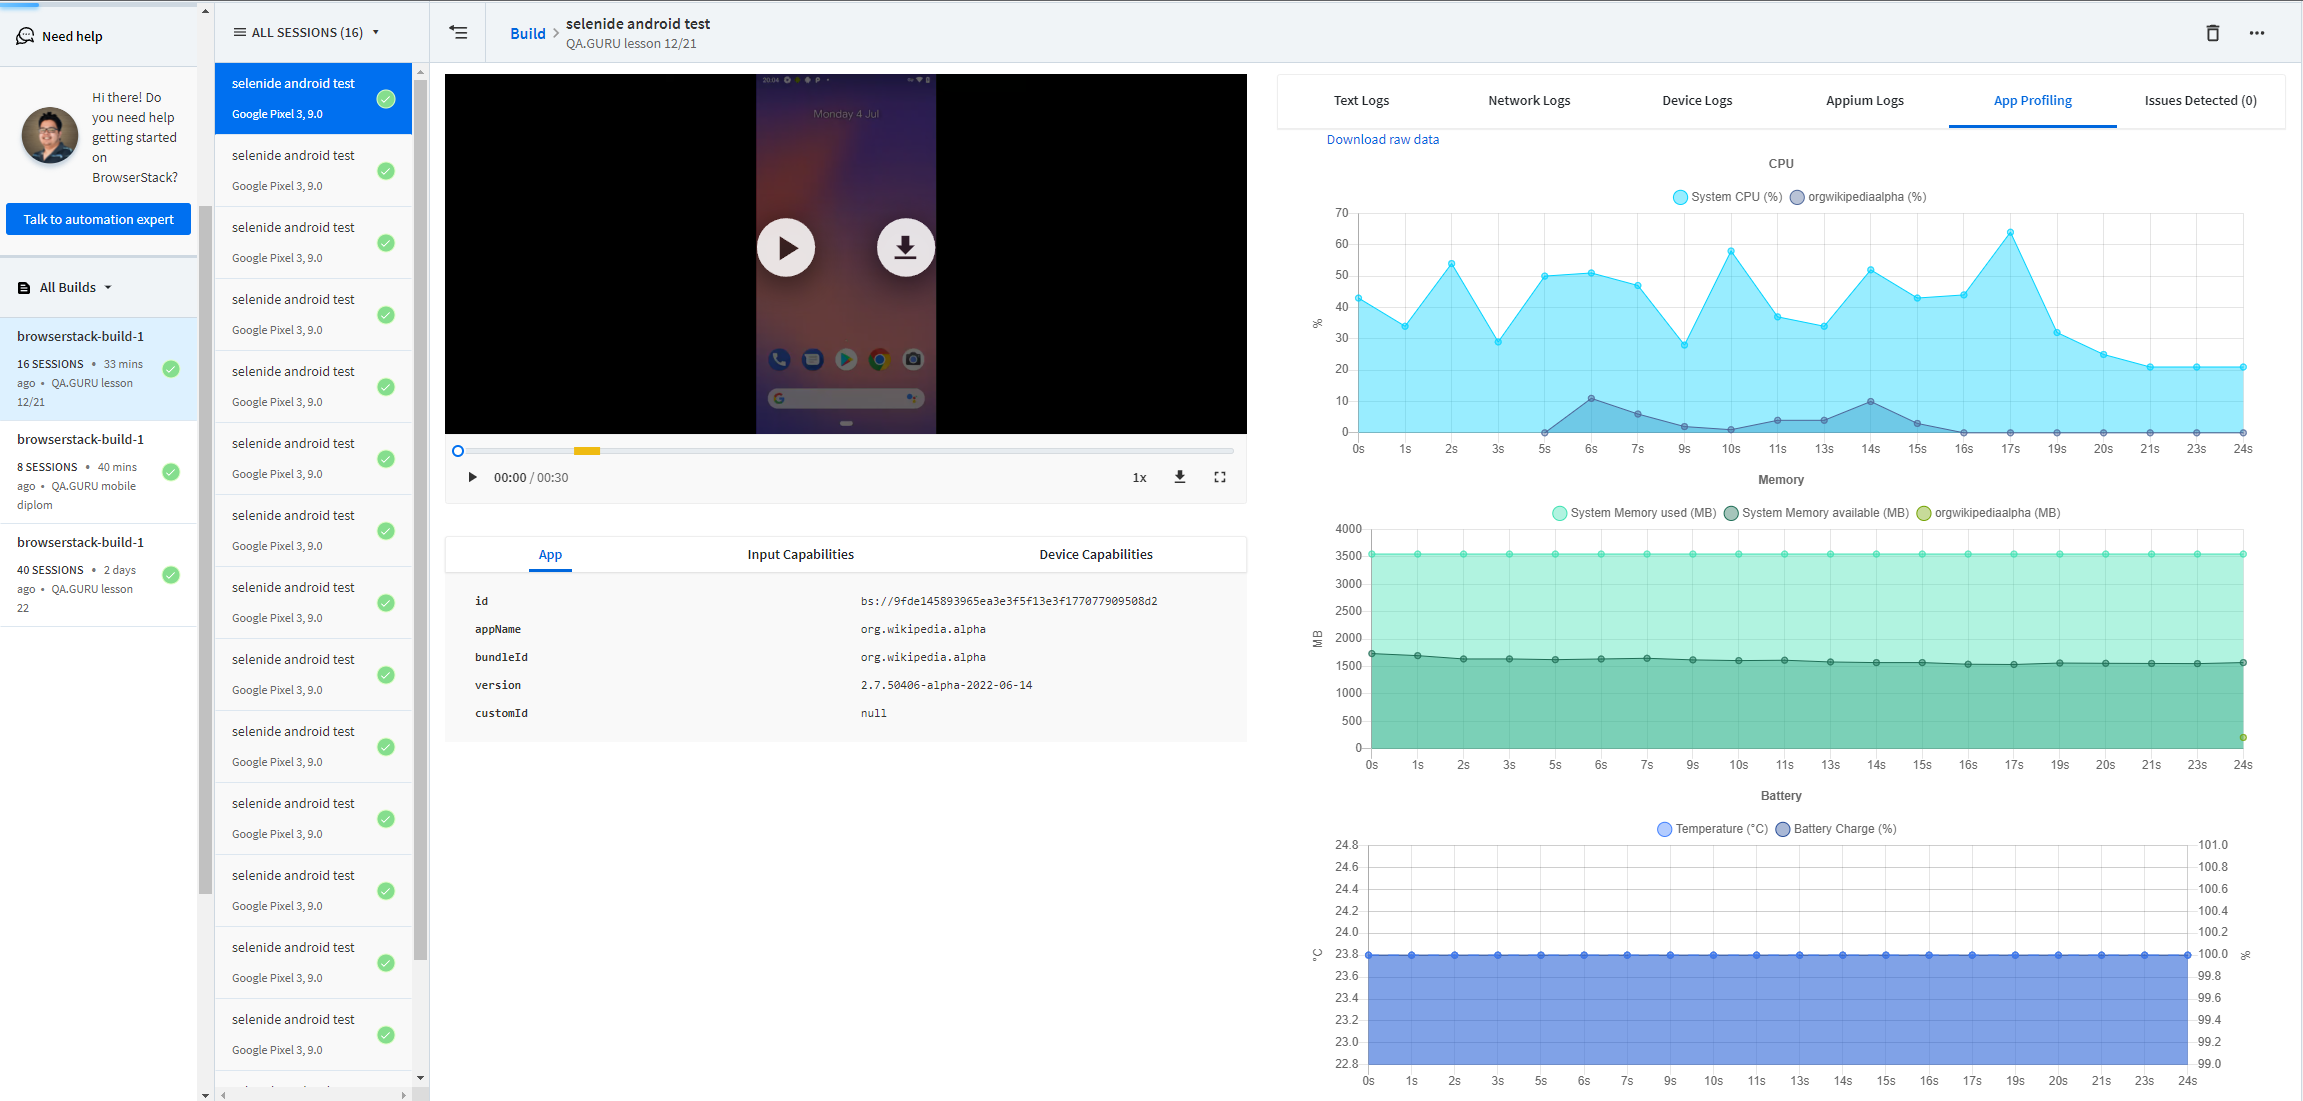 Need help
Hi there! Do
you need help
getting started
on
BrowserStack?
Talk to automation expert
All Builds
browserstack-build-1
16 SESSIONS • 33 mins
ago • QA.GURU lesson
12/21
browserstack-build-1
8 SESSIONS • 40 mins
ago • QA.GURU mobile
diplom
browserstack-build-1
40 SESSIONS • 2 days
ago • QA.GURU lesson
22
ALL SESSIONS (16)
selenide android test
Google Pixel 3, 9.0
selenide android test
Google Pixel 3, 9.0
selenide android test
Google Pixel 3, 9.0
selenide android test
Google Pixel 3, 9.0
selenide android test
Google Pixel 3, 9.0
selenide android test
Google Pixel 3, 9.0
selenide android test
Google Pixel 3, 9.0
selenide android test
Google Pixel 3, 9.0
selenide android test
Google Pixel 3, 9.0
selenide android test
Google Pixel 3, 9.0
selenide android test
Google Pixel 3, 9.0
selenide android test
Google Pixel 3, 9.0
selenide android test
Google Pixel 3, 9.0
selenide android test
Google Pixel 3, 9.0
Build > selenide android test
QA.GURU lesson 12/21
20:04
Monday 4 Jul
00:00 / 00:30
1x
App Input Capabilities Device Capabilities
id bs://9fde145893965ea3e3f5f13e3f177077909508d2
appName org.wikipedia.alpha
bundleId org.wikipedia.alpha
version 2.7.50406-alpha-2022-06-14
customId null
Text Logs Network Logs Device Logs Appium Logs App Profiling Issues Detected (0)
Download raw data
CPU
System CPU (%) orgwikipediaalpha (%)
70
60
50
40
30
20
10
0
%
0s 1s 2s 3s 5s 6s 7s 9s 10s 11s 13s 14s 15s 16s 17s 19s 20s 21s 23s 24s
Memory
System Memory used (MB) System Memory available (MB) orgwikipediaalpha (MB)
4000
3500
3000
2500
2000
1500
1000
500
0
MB
0s 1s 2s 3s 5s 6s 7s 9s 10s 11s 13s 14s 15s 16s 17s 19s 20s 21s 23s 24s
Battery
Temperature (°C) Battery Charge (%)
24.8 101.0
24.6 100.8
24.4 100.6
24.2 100.4
24.0 100.2
23.8 100.0
23.6 99.8
23.4 99.6
23.2 99.4
23.0 99.2
22.8 99.0
°C %
0s 1s 2s 3s 5s 6s 7s 9s 10s 11s 13s 14s 15s 16s 17s 19s 20s 21s 23s 24s